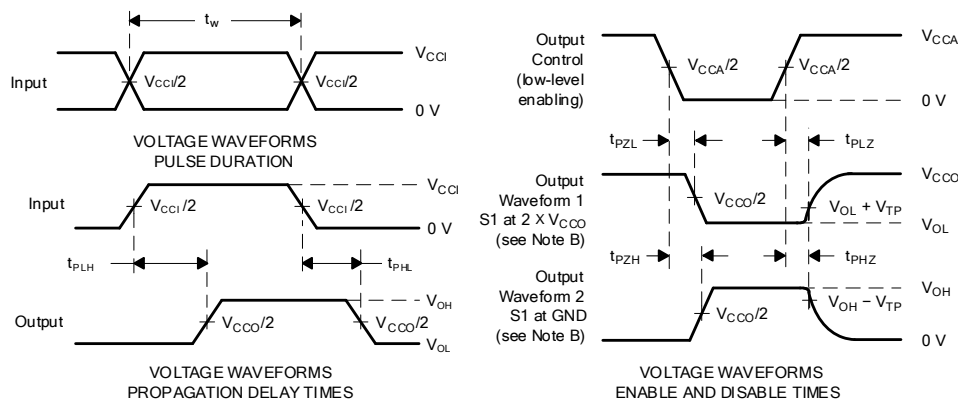 t_w
V_CCI
Input
V_CCI/2
V_CCI/2
0 V
VOLTAGE WAVEFORMS
PULSE DURATION
V_CCI
Input
V_CCI/2
V_CCI/2
0 V
t_PLH
t_PHL
V_OH
Output
V_CCO/2
V_CCO/2
V_OL
VOLTAGE WAVEFORMS
PROPAGATION DELAY TIMES
Output
Control
(low-level
enabling)
V_CCA
V_CCA/2
V_CCA/2
0 V
t_PZL
t_PLZ
Output
Waveform 1
S1 at 2 X V_CCO
(see Note B)
V_CCO
V_CCO/2
V_OL + V_TP
V_OL
t_PZH
t_PHZ
Output
Waveform 2
S1 at GND
(see Note B)
V_OH
V_CCO/2
V_OH − V_TP
0 V
VOLTAGE WAVEFORMS
ENABLE AND DISABLE TIMES